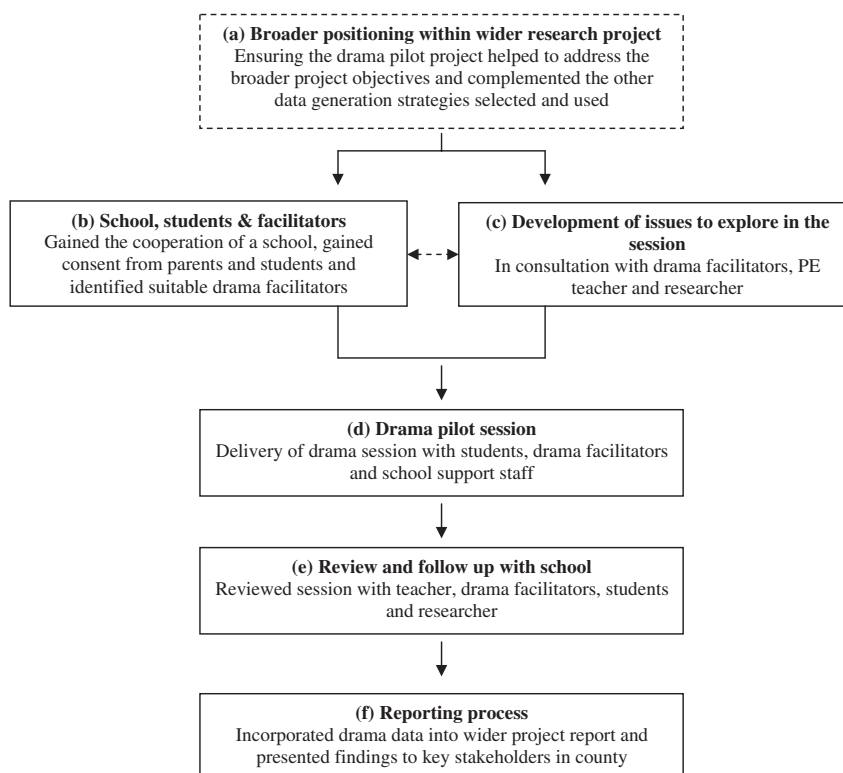 (a) Broader positioning within wider research project
Ensuring the drama pilot project helped to address the
broader project objectives and complemented the other
data generation strategies selected and used
(b) School, students & facilitators
Gained the cooperation of a school, gained
consent from parents and students and
identified suitable drama facilitators
(c) Development of issues to explore in the
session
In consultation with drama facilitators, PE
teacher and researcher
(d) Drama pilot session
Delivery of drama session with students, drama facilitators
and school support staff
(e) Review and follow up with school
Reviewed session with teacher, drama facilitators, students
and researcher
(f) Reporting process
Incorporated drama data into wider project report and
presented findings to key stakeholders in county